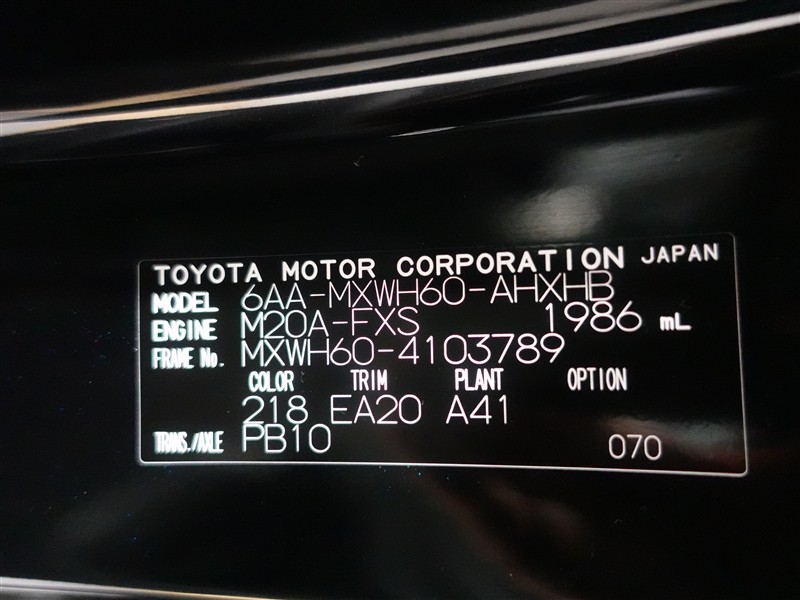 TOYOTA MOTOR CORPORATION JAPAN
MODEL 6AA-MXWH60-AHXHB
ENGINE M20A-FXS 1986 mL
FRAME No. MXWH60-4103789
COLOR TRIM PLANT OPTION
218 EA20 A41
TRANS./AXLE PB10 070